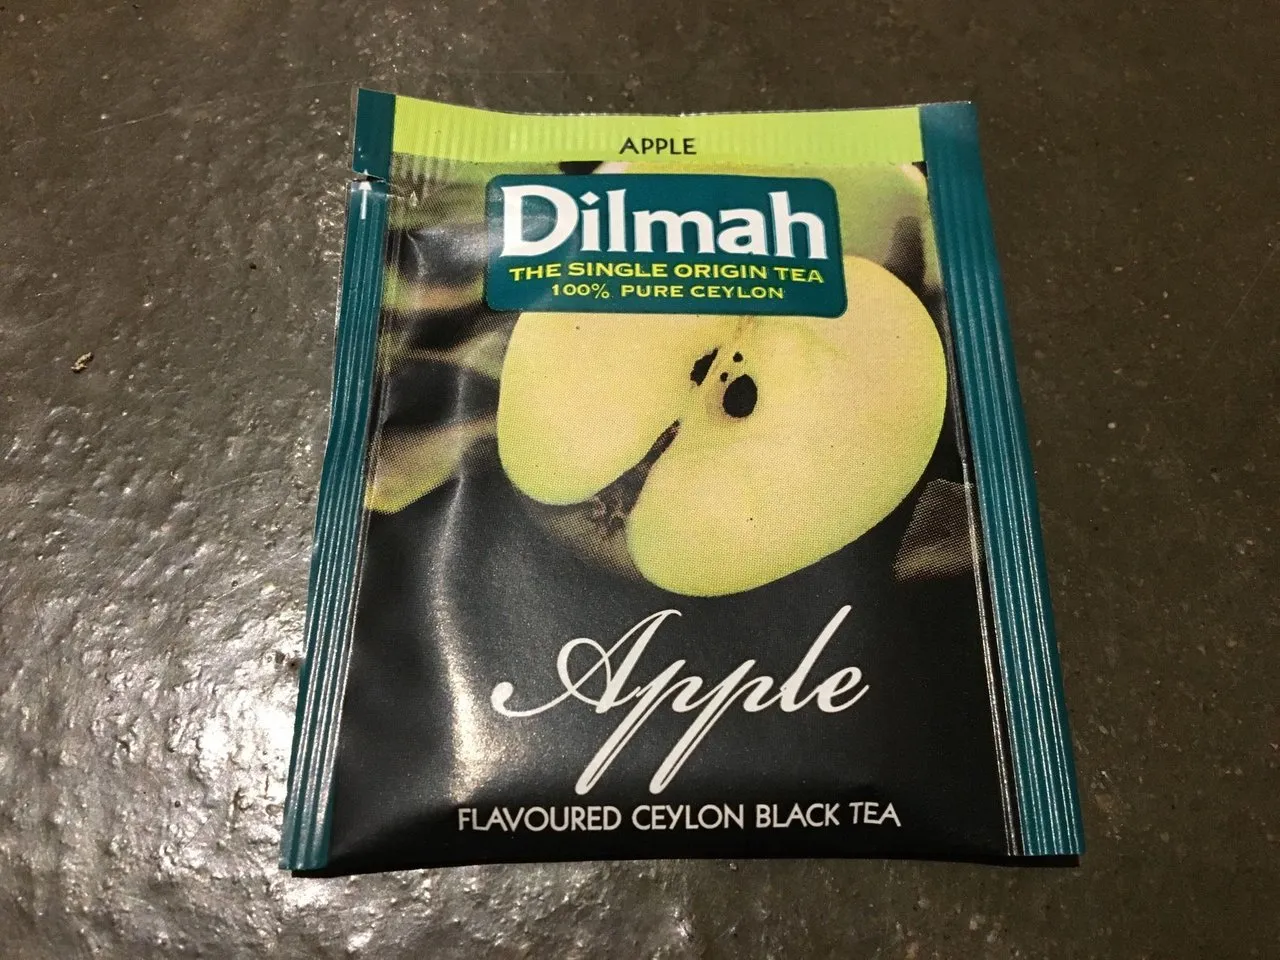 APPLE
Dilmah
THE SINGLE ORIGIN TEA
100% PURE CEYLON
Apple
FLAVOURED CEYLON BLACK TEA